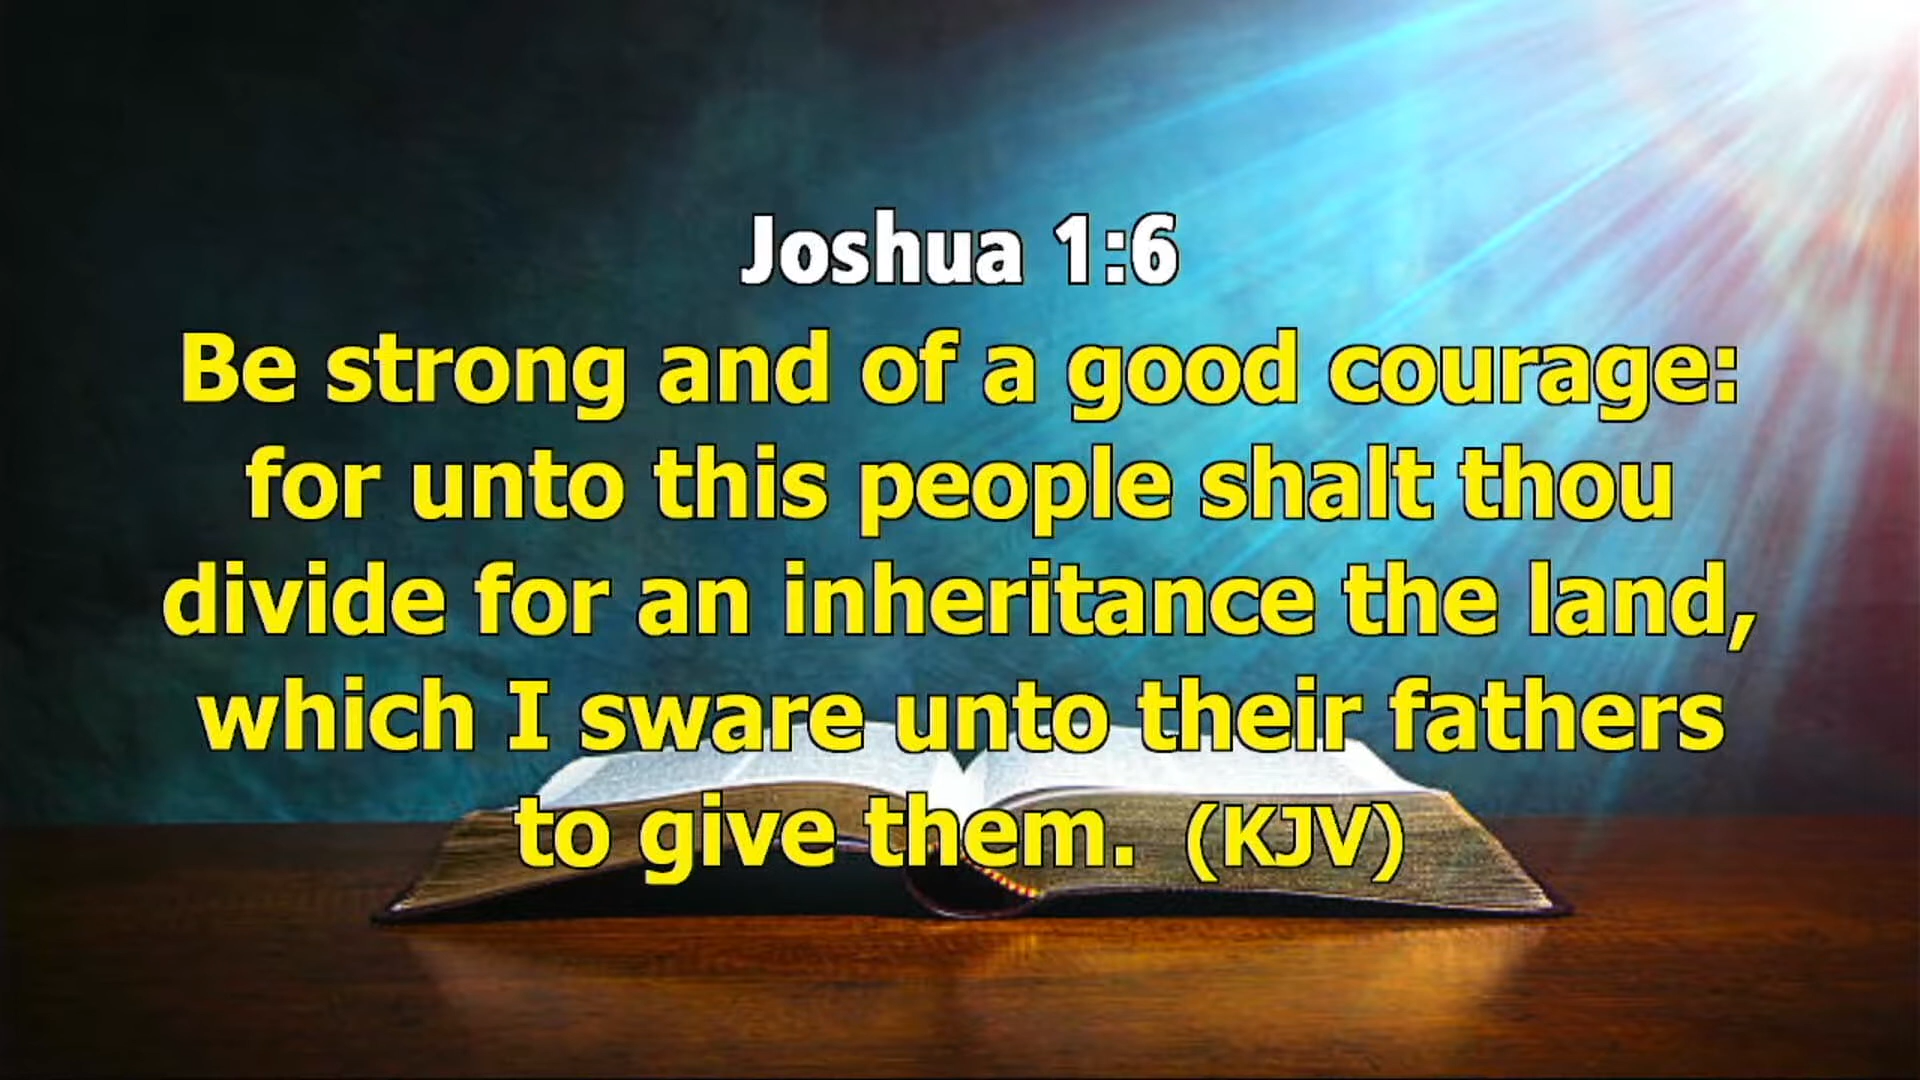 Joshua 1:6
Be strong and of a good courage:
for unto this people shalt thou
divide for an inheritance the land,
which I sware unto their fathers
to give them. (KJV)